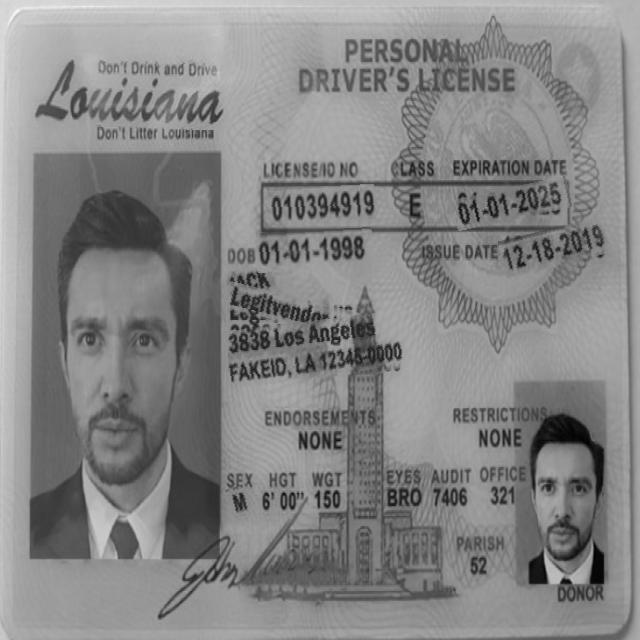 Don't Drink and Drive
Louisiana
Don't Litter Louisiana
PERSONAL
DRIVER'S LICENSE
LICENSE/ID NO CLASS EXPIRATION DATE
010394919 E 01-01-2025
DOB 01-01-1998 ISSUE DATE 12-18-2019
JACK
3838 Los Angeles
FAKEID, LA 12345-0000
ENDORSEMENTS RESTRICTIONS
NONE NONE
SEX HGT WGT EYES AUDIT OFFICE
M 6' 00" 150 BRO 7406 321
PARISH
52
DONOR